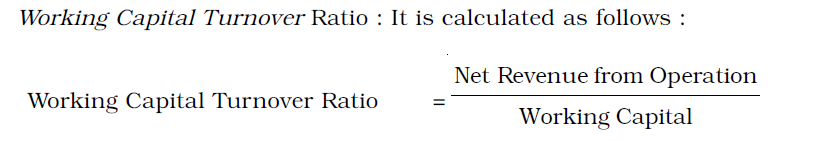 Working Capital Turnover Ratio : It is calculated as follows :
Net Revenue from Operation
Working Capital Turnover Ratio =
Working Capital